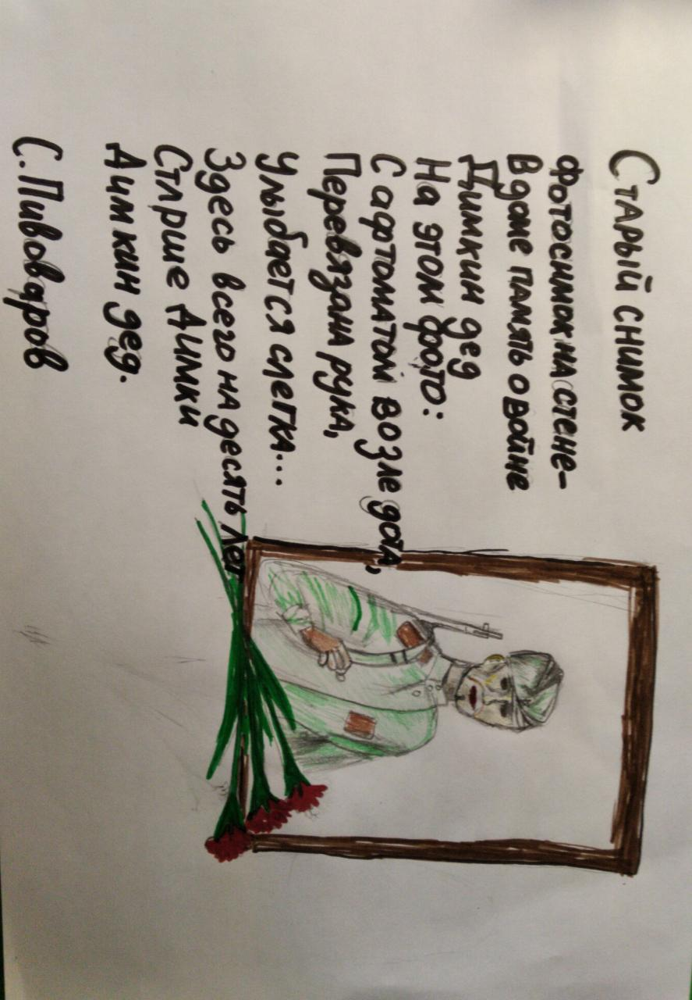 Старый снимок
Фотоснимок на стене-
В доме память о войне
Димкин дед
На этом фото:
С афтоматом возле дота,
Перевязана рука,
Улыбается слегка...
Здесь всего на десять лет
Старше Димки
Димкин дед.
С. Пивоваров